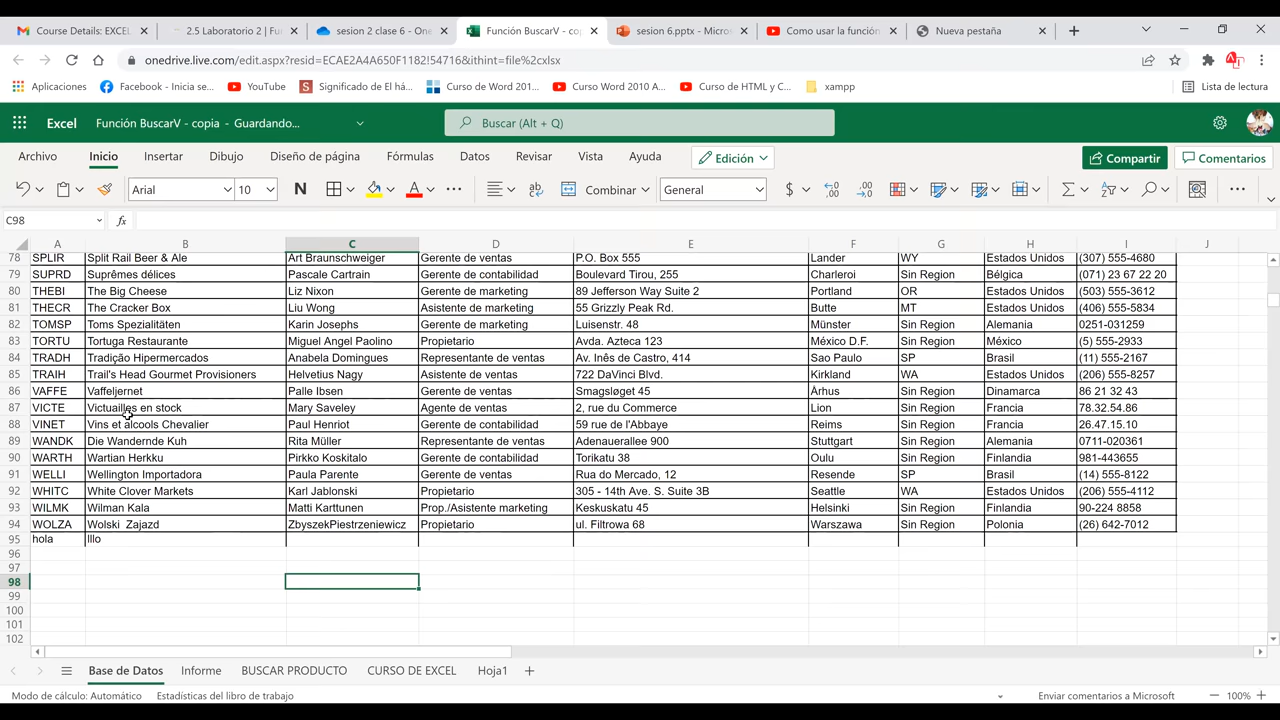 Course Details: EXCEL
2.5 Laboratorio 2 | Fu
sesion 2 clase 6 - One
Función BuscarV - cop
sesion 6.pptx - Micros
Como usar la función
Nueva pestaña
onedrive.live.com/edit.aspx?resid=ECAE2A4A650F1182!54716&ithint=file%2cxlsx
Aplicaciones
Facebook - Inicia se...
YouTube
Significado de El há...
Curso Word 201...
Curso Word 2010 A...
Curso de HTML y C...
xampp
Lista de lectura
Excel
Función BuscarV - copia - Guardando...
Buscar (Alt + Q)
Archivo Inicio Insertar Dibujo Diseño de página Fórmulas Datos Revisar Vista Ayuda
Edición
Compartir
Comentarios
Arial 10 N A ab Combinar General $
C98 fx
A B C D E F G H I J
78 SPLIR Split Rail Beer & Ale Art Braunschweiger Gerente de ventas P.O. Box 555 Lander WY Estados Unidos (307) 555-4680
79 SUPRD Suprêmes délices Pascale Cartrain Gerente de contabilidad Boulevard Tirou, 255 Charleroi Sin Region Bélgica (071) 23 67 22 20
80 THEBI The Big Cheese Liz Nixon Gerente de marketing 89 Jefferson Way Suite 2 Portland OR Estados Unidos (503) 555-3612
81 THECR The Cracker Box Liu Wong Asistente de marketing 55 Grizzly Peak Rd. Butte MT Estados Unidos (406) 555-5834
82 TOMSP Toms Spezialitäten Karin Josephs Gerente de marketing Luisenstr. 48 Münster Sin Region Alemania 0251-031259
83 TORTU Tortuga Restaurante Miguel Angel Paolino Propietario Avda. Azteca 123 México D.F. Sin Region México (5) 555-2933
84 TRADH Tradição Hipermercados Anabela Domingues Representante de ventas Av. Inês de Castro, 414 Sao Paulo SP Brasil (11) 555-2167
85 TRAIH Trail's Head Gourmet Provisioners Helvetius Nagy Asistente de ventas 722 DaVinci Blvd. Kirkland WA Estados Unidos (206) 555-8257
86 VAFFE Vaffeljernet Palle Ibsen Gerente de ventas Smagsløget 45 Århus Sin Region Dinamarca 86 21 32 43
87 VICTE Victuailles en stock Mary Saveley Agente de ventas 2, rue du Commerce Lion Sin Region Francia 78.32.54.86
88 VINET Vins et alcools Chevalier Paul Henriot Gerente de contabilidad 59 rue de l'Abbaye Reims Sin Region Francia 26.47.15.10
89 WANDK Die Wandernde Kuh Rita Müller Representante de ventas Adenauerallee 900 Stuttgart Sin Region Alemania 0711-020361
90 WARTH Wartian Herkku Pirkko Koskitalo Gerente de contabilidad Torikatu 38 Oulu Sin Region Finlandia 981-443655
91 WELLI Wellington Importadora Paula Parente Gerente de ventas Rua do Mercado, 12 Resende SP Brasil (14) 555-8122
92 WHITC White Clover Markets Karl Jablonski Propietario 305 - 14th Ave. S. Suite 3B Seattle WA Estados Unidos (206) 555-4112
93 WILMK Wilman Kala Matti Karttunen Prop./Asistente marketing Keskuskatu 45 Helsinki Sin Region Finlandia 90-224 8858
94 WOLZA Wolski Zajazd ZbyszekPiestrzeniewicz Propietario ul. Filtrowa 68 Warszawa Sin Region Polonia (26) 642-7012
95 hola lllo
96
97
98
99
100
101
102
Base de Datos Informe BUSCAR PRODUCTO CURSO DE EXCEL Hoja1
Modo de cálculo: Automático Estadísticas del libro de trabajo Enviar comentarios a Microsoft 100%